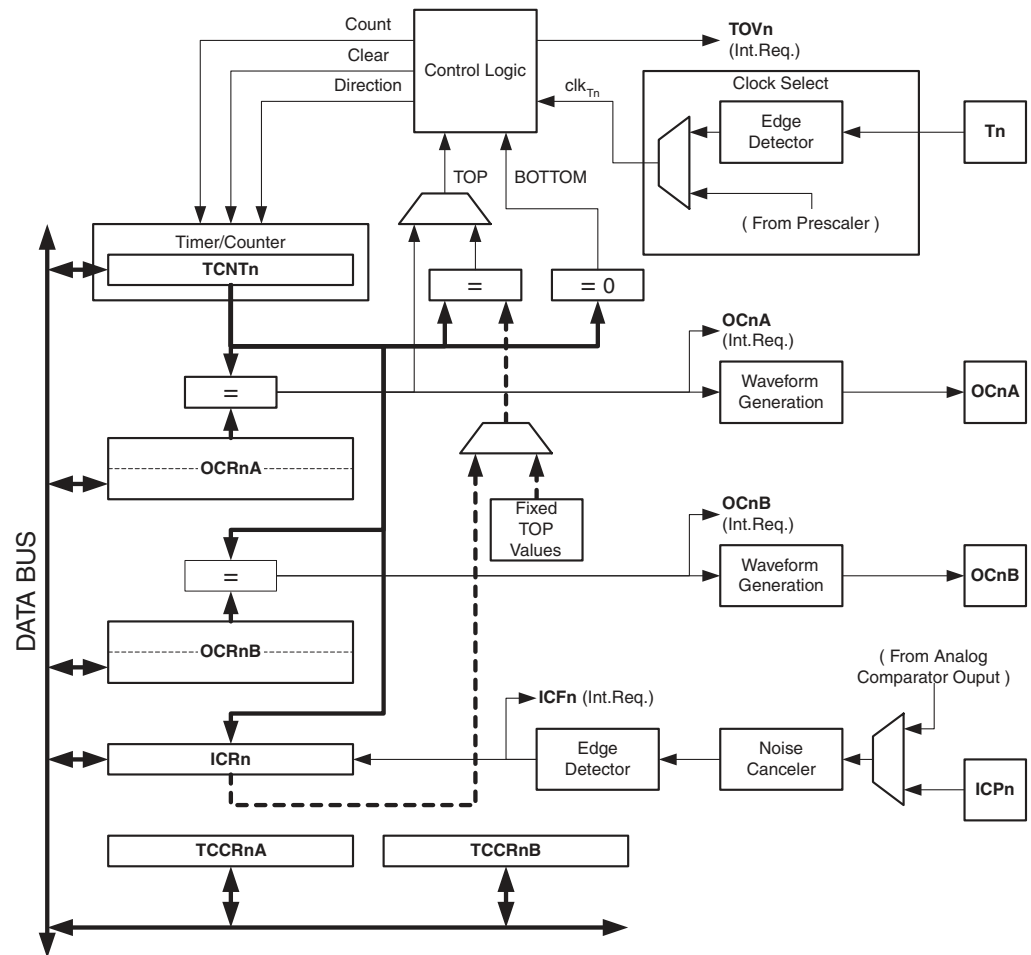 Count
Clear
Direction
Control Logic
TOVn
(Int.Req.)
clkTn
Clock Select
Edge
Detector
Tn
( From Prescaler )
TOP
BOTTOM
Timer/Counter
TCNTn
=
= 0
OCnA
(Int.Req.)
=
Waveform
Generation
OCnA
OCRnA
Fixed
TOP
Values
OCnB
(Int.Req.)
=
Waveform
Generation
OCnB
DATA BUS
OCRnB
( From Analog
Comparator Ouput )
ICFn (Int.Req.)
ICRn
Edge
Detector
Noise
Canceler
ICPn
TCCRnA
TCCRnB